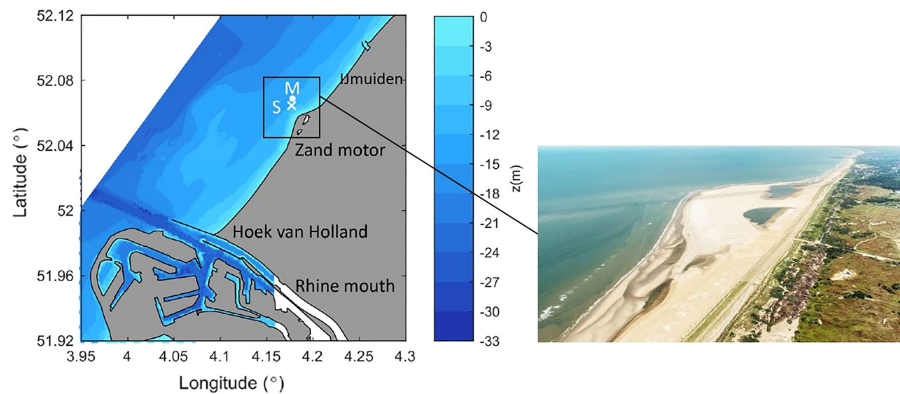 52.12
52.08
52.04
52
51.96
51.92
Latitude (°)
3.95 4 4.05 4.1 4.15 4.2 4.25 4.3
Longitude (°)
IJmuiden
M
S
Zand motor
Hoek van Holland
Rhine mouth
0
-3
-6
-9
-12
-15
-18
-21
-24
-27
-30
-33
z(m)